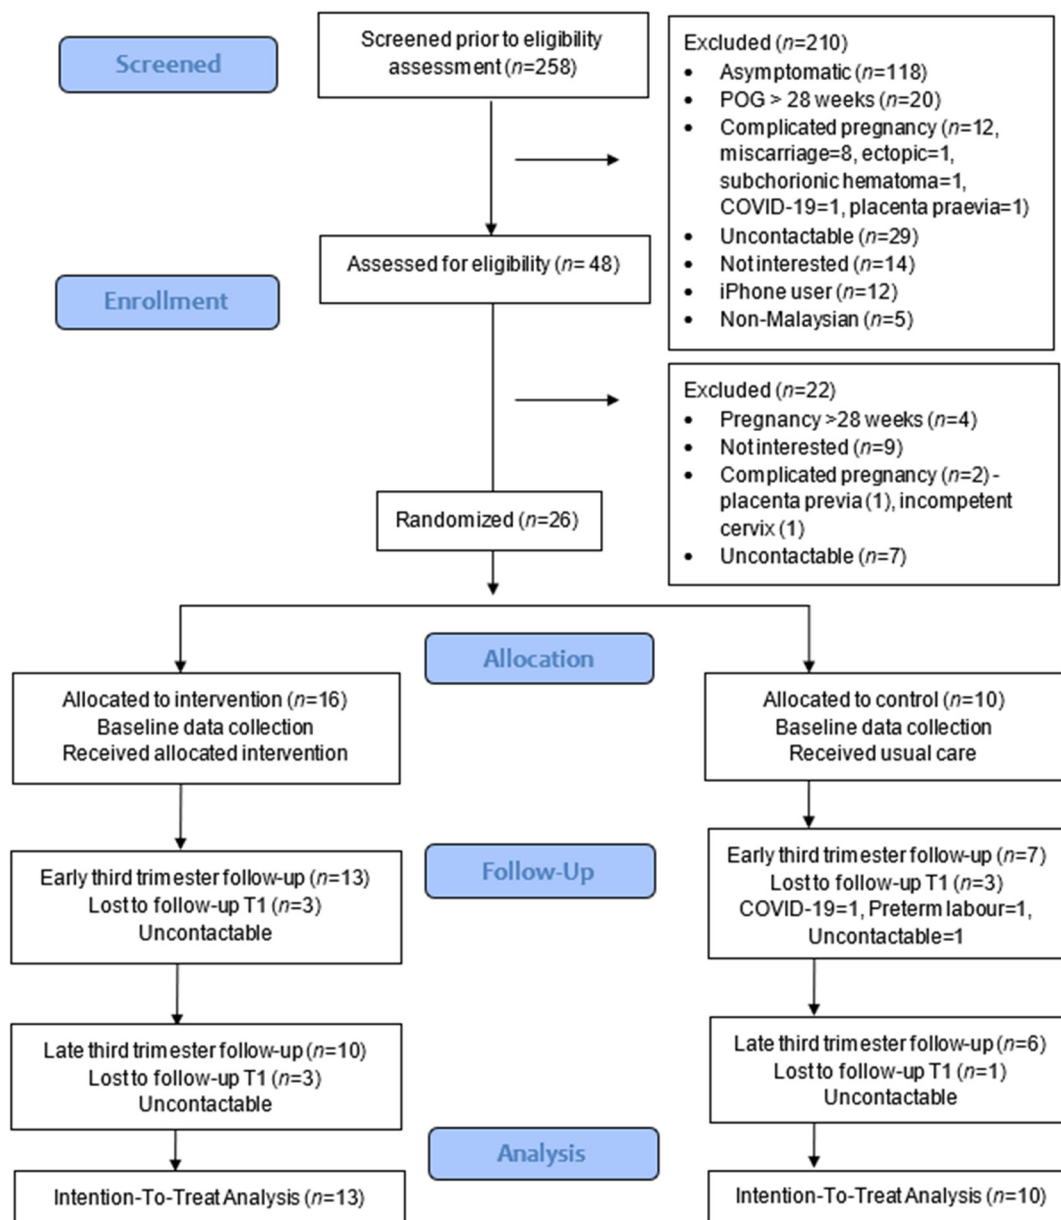 Screened
Screened prior to eligibility
assessment (n=258)
Excluded (n=210)
• Asymptomatic (n=118)
• POG > 28 weeks (n=20)
• Complicated pregnancy (n=12,
miscarriage=8, ectopic=1,
subchorionic hematoma=1,
COVID-19=1, placenta praevia=1)
• Uncontactable (n=29)
• Not interested (n=14)
• iPhone user (n=12)
• Non-Malaysian (n=5)
Assessed for eligibility (n= 48)
Enrollment
Excluded (n=22)
• Pregnancy >28 weeks (n=4)
• Not interested (n=9)
• Complicated pregnancy (n=2) -
placenta previa (1), incompetent
cervix (1)
• Uncontactable (n=7)
Randomized (n=26)
Allocation
Allocated to intervention (n=16)
Baseline data collection
Received allocated intervention
Allocated to control (n=10)
Baseline data collection
Received usual care
Follow-Up
Early third trimester follow-up (n=13)
Lost to follow-up T1 (n=3)
Uncontactable
Early third trimester follow-up (n=7)
Lost to follow-up T1 (n=3)
COVID-19=1, Preterm labour=1,
Uncontactable=1
Late third trimester follow-up (n=10)
Lost to follow-up T1 (n=3)
Uncontactable
Late third trimester follow-up (n=6)
Lost to follow-up T1 (n=1)
Uncontactable
Analysis
Intention-To-Treat Analysis (n=13)
Intention-To-Treat Analysis (n=10)